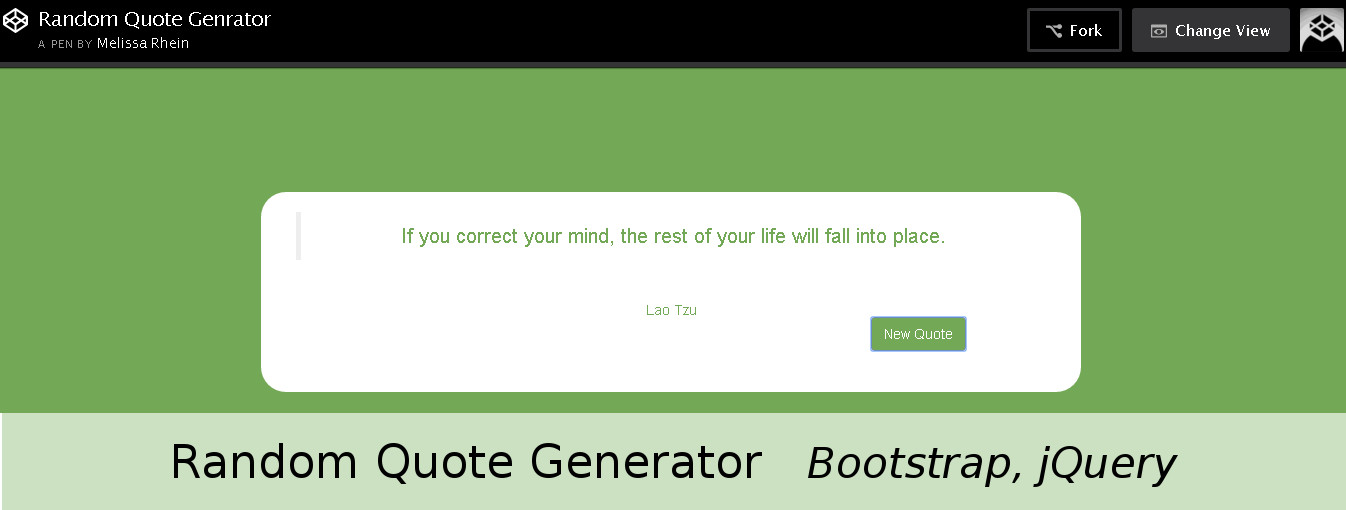 Random Quote Genrator
A PEN BY Melissa Rhein
Fork
Change View
If you correct your mind, the rest of your life will fall into place.
Lao Tzu
New Quote
Random Quote Generator Bootstrap, jQuery